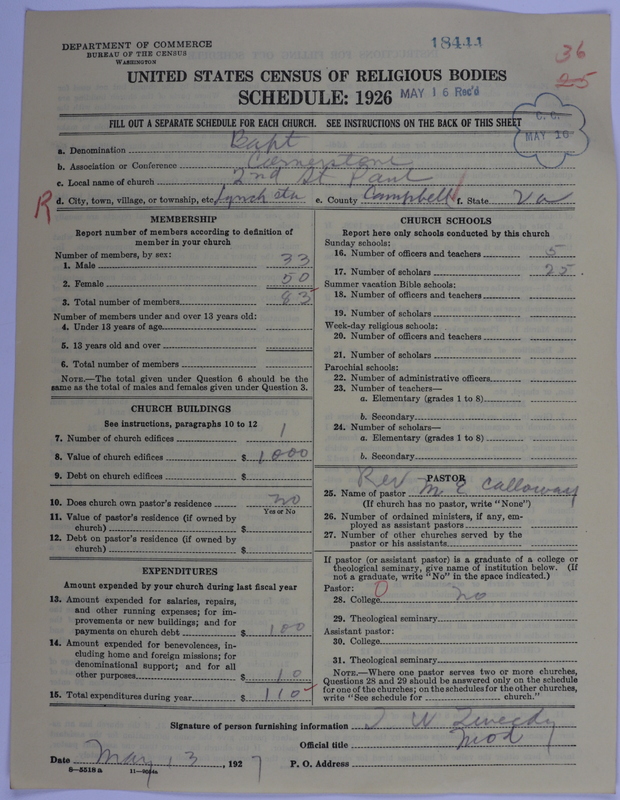 DEPARTMENT OF COMMERCE
BUREAU OF THE CENSUS
WASHINGTON
18411
36
25
UNITED STATES CENSUS OF RELIGIOUS BODIES
SCHEDULE: 1926
MAY 16 Rec'd
FILL OUT A SEPARATE SCHEDULE FOR EACH CHURCH. SEE INSTRUCTIONS ON THE BACK OF THIS SHEET
C. C.
MAY 16
a. Denomination Bapt
b. Association or Conference Cornerstone
c. Local name of church 2nd St Paul
R
d. City, town, village, or township, etc. Lynch sta e. County Campbell f. State Va
MEMBERSHIP
Report number of members according to definition of
member in your church
Number of members, by sex:
1. Male 33
2. Female 50
3. Total number of members 83
Number of members under and over 13 years old:
4. Under 13 years of age
5. 13 years old and over
6. Total number of members
NOTE.—The total given under Question 6 should be the
same as the total of males and females given under Question 3.
CHURCH BUILDINGS
See instructions, paragraphs 10 to 12
7. Number of church edifices 1
8. Value of church edifices $ 1000
9. Debt on church edifices $
10. Does church own pastor's residence no
Yes or No
11. Value of pastor's residence (if owned by
church) $
12. Debt on pastor's residence (if owned by
church) $
EXPENDITURES
Amount expended by your church during last fiscal year
13. Amount expended for salaries, repairs,
and other running expenses; for im-
provements or new buildings; and for
payments on church debt $ 100
14. Amount expended for benevolences, in-
cluding home and foreign missions; for
denominational support; and for all
other purposes $ 10
15. Total expenditures during year $ 110
CHURCH SCHOOLS
Report here only schools conducted by this church
Sunday schools:
16. Number of officers and teachers 5
17. Number of scholars 25
Summer vacation Bible schools:
18. Number of officers and teachers
19. Number of scholars
Week-day religious schools:
20. Number of officers and teachers
21. Number of scholars
Parochial schools:
22. Number of administrative officers
23. Number of teachers—
a. Elementary (grades 1 to 8)
b. Secondary
24. Number of scholars—
a. Elementary (grades 1 to 8)
b. Secondary
PASTOR
25. Name of pastor Rev M E Calloway
(If church has no pastor, write "None")
26. Number of ordained ministers, if any, em-
ployed as assistant pastors
27. Number of other churches served by the
pastor or his assistants
If pastor (or assistant pastor) is a graduate of a college or
theological seminary, give name of institution below. (If
not a graduate, write "No" in the space indicated.)
Pastor:
28. College 0 no
29. Theological seminary
Assistant pastor:
30. College
31. Theological seminary
NOTE.—Where one pastor serves two or more churches,
Questions 28 and 29 should be answered only on the schedule
for one of the churches; on the schedules for the other churches,
write "See schedule for church."
Signature of person furnishing information W
Official title Mod
Date May 13, 1927 P. O. Address
8—5518a 11—9024a